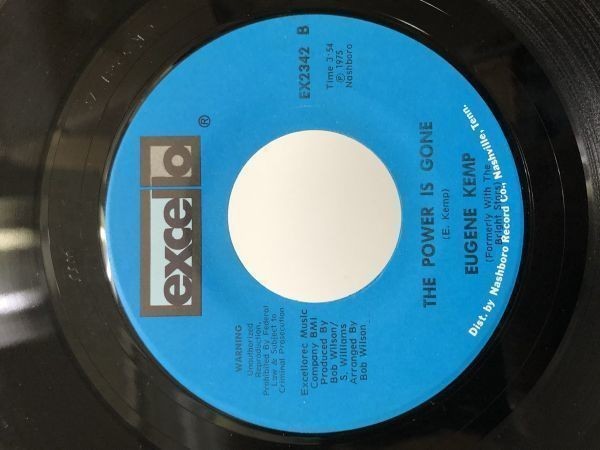 excello
®
WARNING
Unauthorized
Reproduction,
Prohibited By Federal
Law & Subject to
Criminal Prosecution
Excellorec Music
Company BMI
Produced By
Bob Wilson/
S. Williams
Arranged By
Bob Wilson
EX2342 B
Time 3:54
℗ 1975
Nashboro
THE POWER IS GONE
(E. Kemp)
EUGENE KEMP
(Formerly With The
Bright Stars)
Dist. by Nashboro Record Co., Nashville, Tenn.